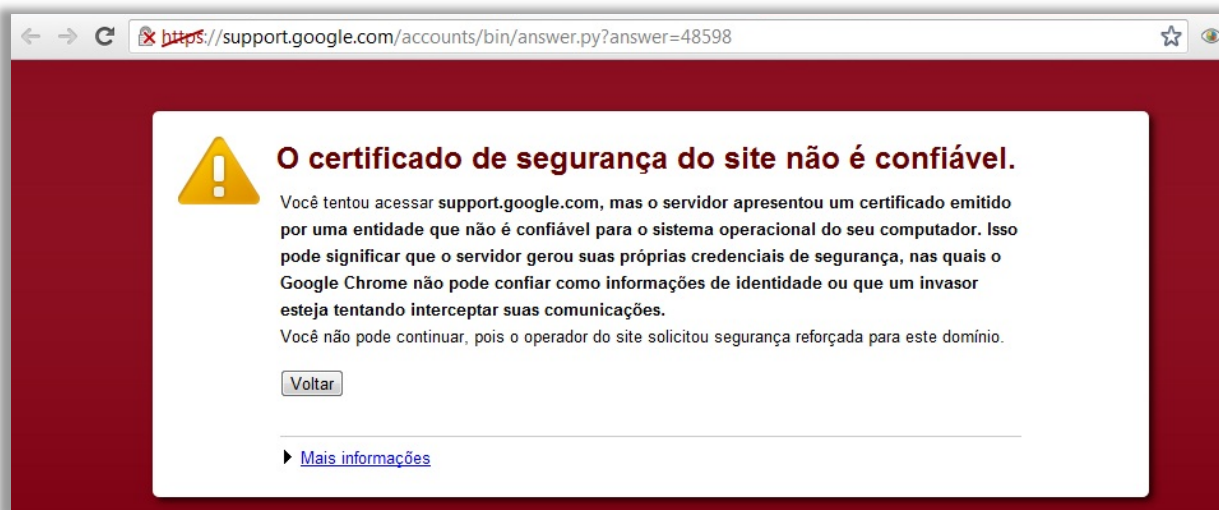 https://support.google.com/accounts/bin/answer.py?answer=48598
O certificado de segurança do site não é confiável.
Você tentou acessar support.google.com, mas o servidor apresentou um certificado emitido
por uma entidade que não é confiável para o sistema operacional do seu computador. Isso
pode significar que o servidor gerou suas próprias credenciais de segurança, nas quais o
Google Chrome não pode confiar como informações de identidade ou que um invasor
esteja tentando interceptar suas comunicações.
Você não pode continuar, pois o operador do site solicitou segurança reforçada para este domínio.
Voltar
Mais informações